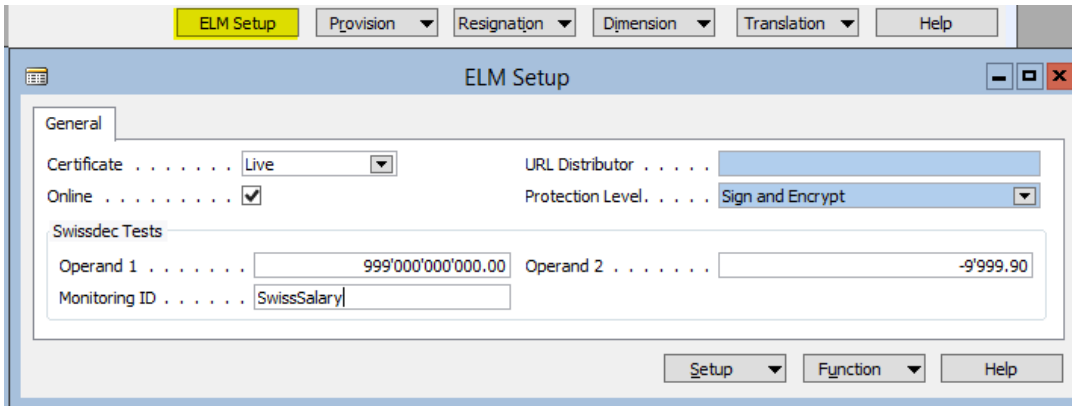 ELM Setup Provision Resignation Dimension Translation Help
ELM Setup
General
Certificate . . . . . . . Live URL Distributor . . . . .
Online . . . . . . . . . Protection Level. . . . . Sign and Encrypt
Swissdec Tests
Operand 1 . . . . . . . 999'000'000'000.00 Operand 2 . . . . . . . -9'999.90
Monitoring ID . . . . . . SwissSalary
Setup Function Help